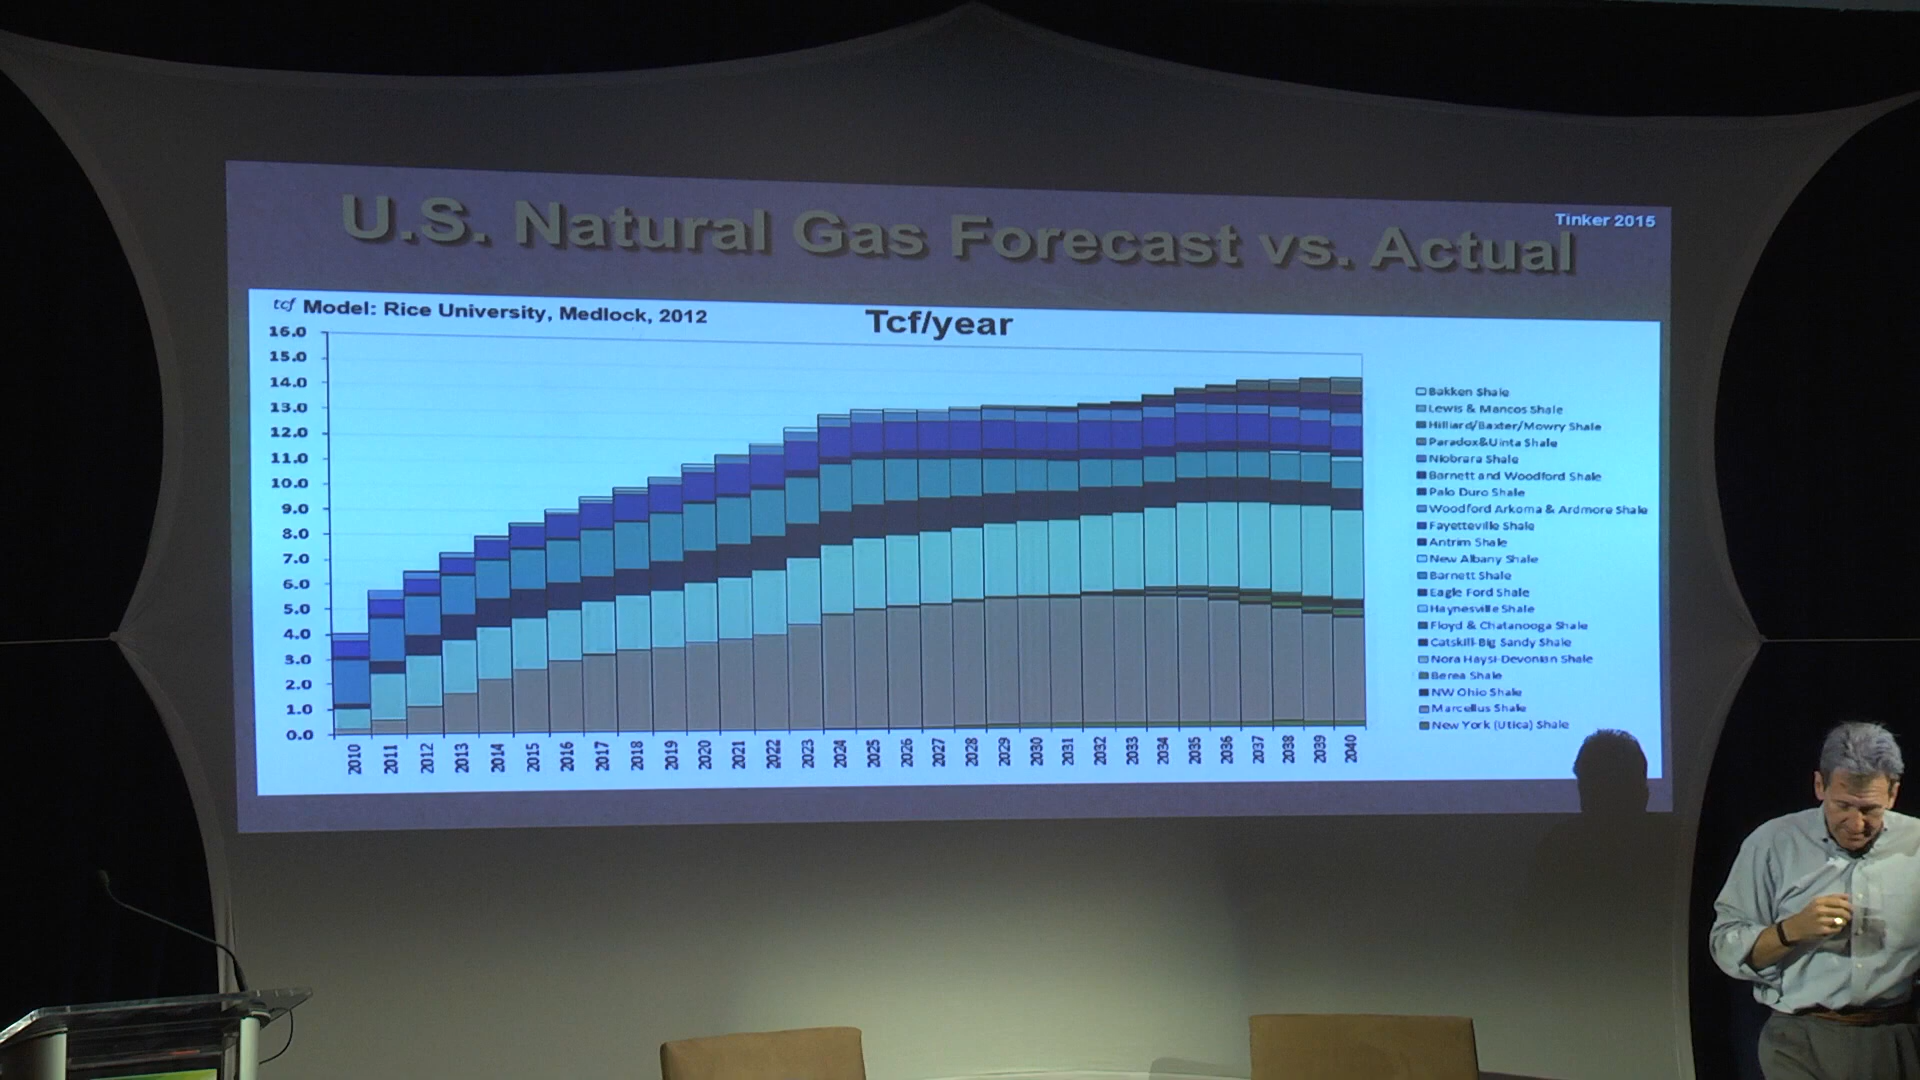 U.S. Natural Gas Forecast vs. Actual
Tinker 2015
tcf Model: Rice University, Medlock, 2012
Tcf/year
16.0
15.0
14.0
13.0
12.0
11.0
10.0
9.0
8.0
7.0
6.0
5.0
4.0
3.0
2.0
1.0
0.0
2010 2011 2012 2013 2014 2015 2016 2017 2018 2019 2020 2021 2022 2023 2024 2025 2026 2027 2028 2029 2030 2031 2032 2033 2034 2035 2036 2037 2038 2039 2040
Bakken Shale
Lewis & Mancos Shale
Hilliard/Baxter/Mowry Shale
Paradox&Uinta Shale
Niobrara Shale
Barnett and Woodford Shale
Palo Duro Shale
Woodford Arkoma & Ardmore Shale
Fayetteville Shale
Antrim Shale
New Albany Shale
Barnett Shale
Eagle Ford Shale
Haynesville Shale
Floyd & Chatanooga Shale
Catskill-Big Sandy Shale
Nora Haysi-Devonian Shale
Berea Shale
NW Ohio Shale
Marcellus Shale
New York (Utica) Shale